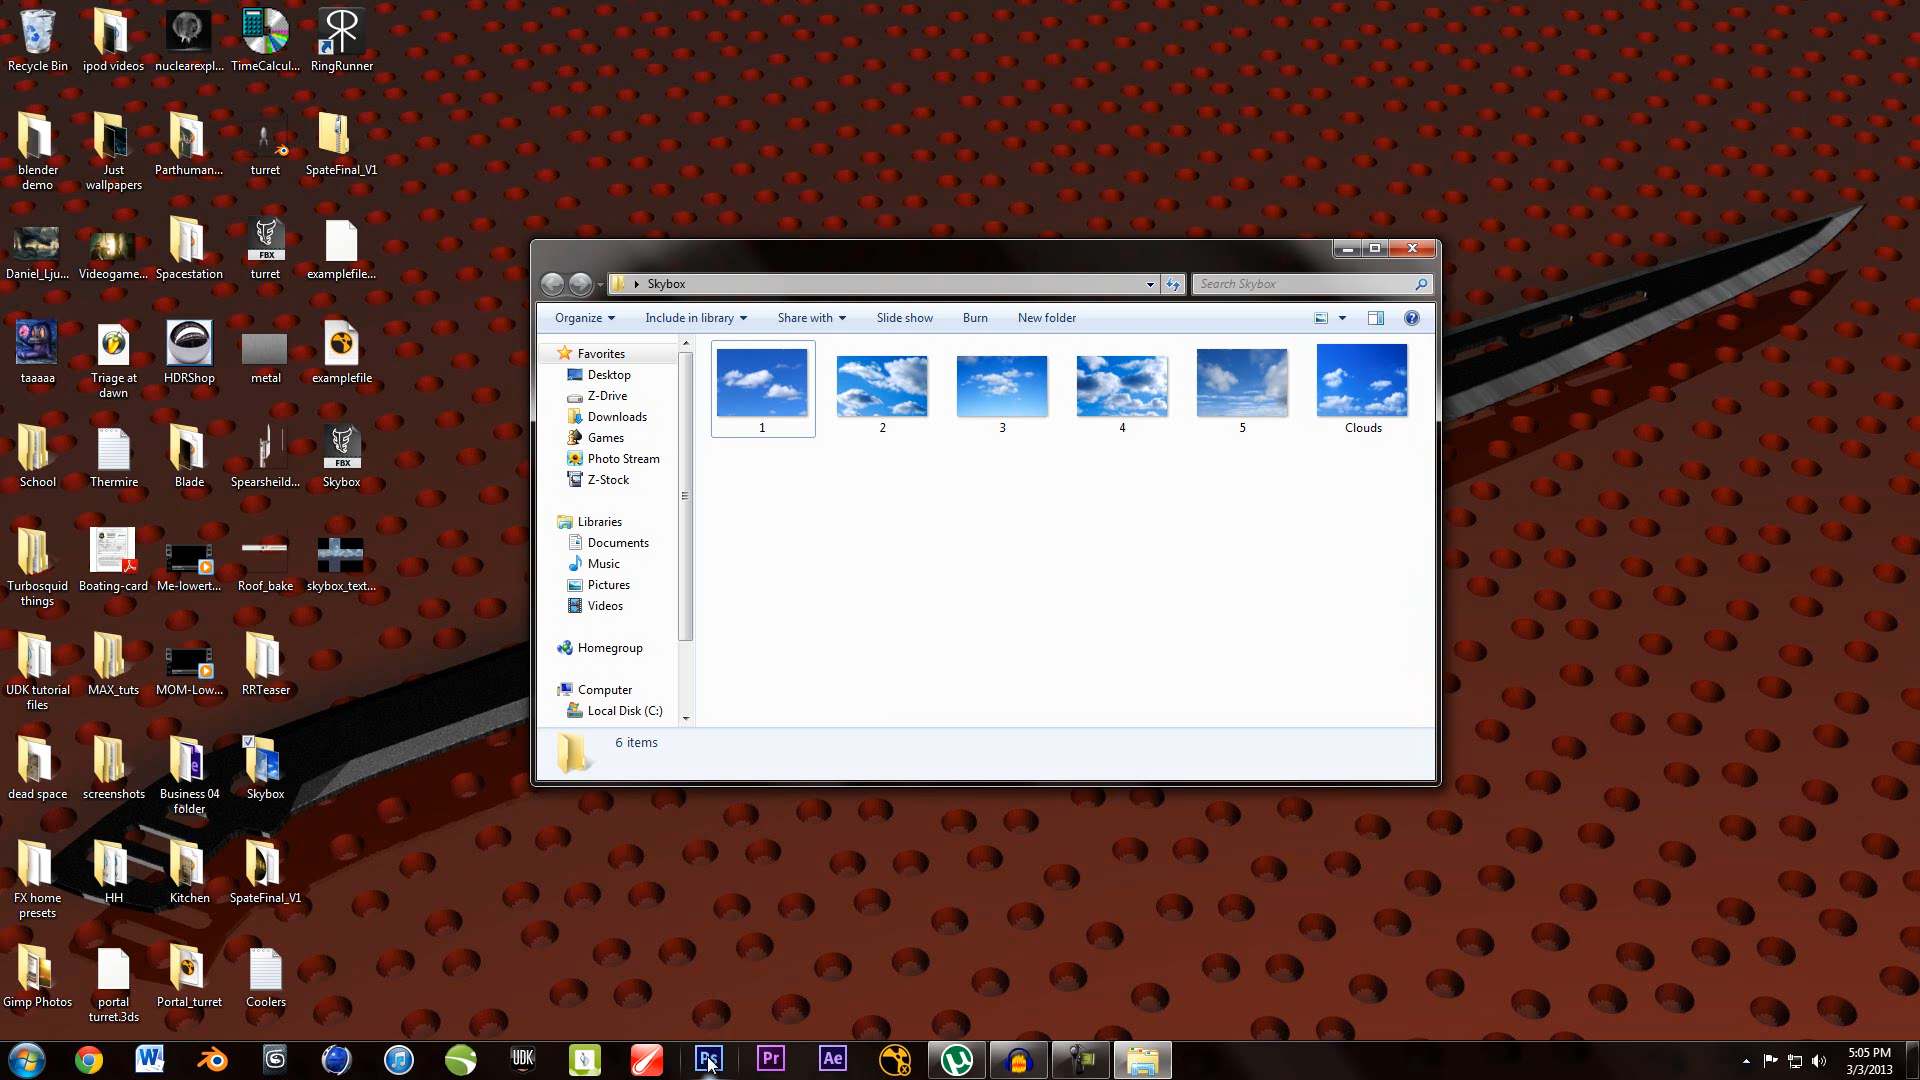 Recycle Bin
ipod videos
nuclearexpl...
TimeCalcul...
RingRunner
blender
demo
Just
wallpapers
Parthuman...
turret
SpateFinal_V1
Daniel_Lju...
Videogame...
Spacestation
FBX
turret
examplefile...
taaaaa
Triage at
dawn
HDRShop
metal
examplefile
School
Thermire
Blade
Spearsheild...
FBX
Skybox
Turbosquid
things
Boating-card
Me-lowert...
Roof_bake
skybox_text...
UDK tutorial
files
MAX_tuts
MOM-Low...
RRTeaser
dead space
screenshots
Business 04
földer
Skybox
FX home
presets
HH
Kitchen
SpateFinal_V1
Gimp Photos
portal
turret.3ds
Portal_turret
Coolers
Skybox
Search Skybox
Organize
Include in library
Share with
Slide show
Burn
New folder
Favorites
Desktop
Z-Drive
Downloads
Games
Photo Stream
Z-Stock
Libraries
Documents
Music
Pictures
Videos
Homegroup
Computer
Local Disk (C:)
1
2
3
4
5
Clouds
6 items
UDK
Ps
Pr
Ae
5:05 PM
3/3/2013